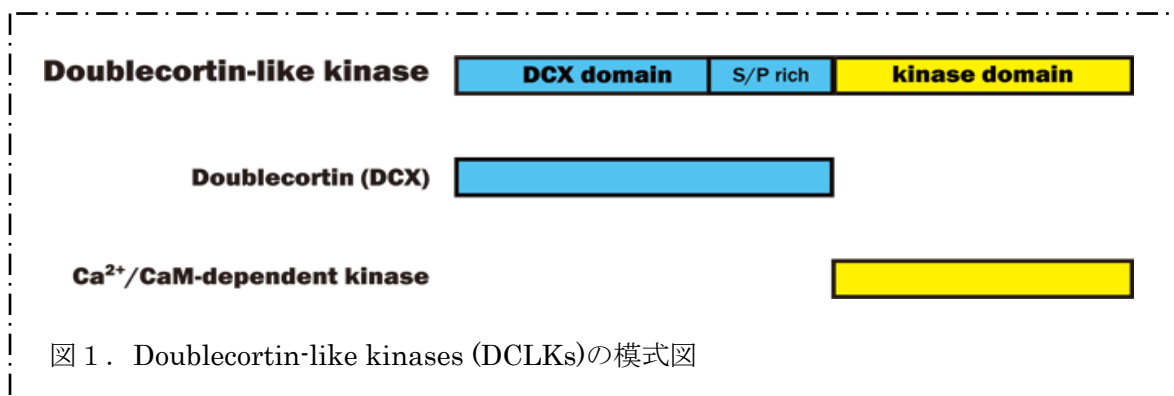 Doublecortin-like kinase
DCX domain
S/P rich
kinase domain
Doublecortin (DCX)
Ca²⁺/CaM-dependent kinase
図１．Doublecortin-like kinases (DCLKs)の模式図